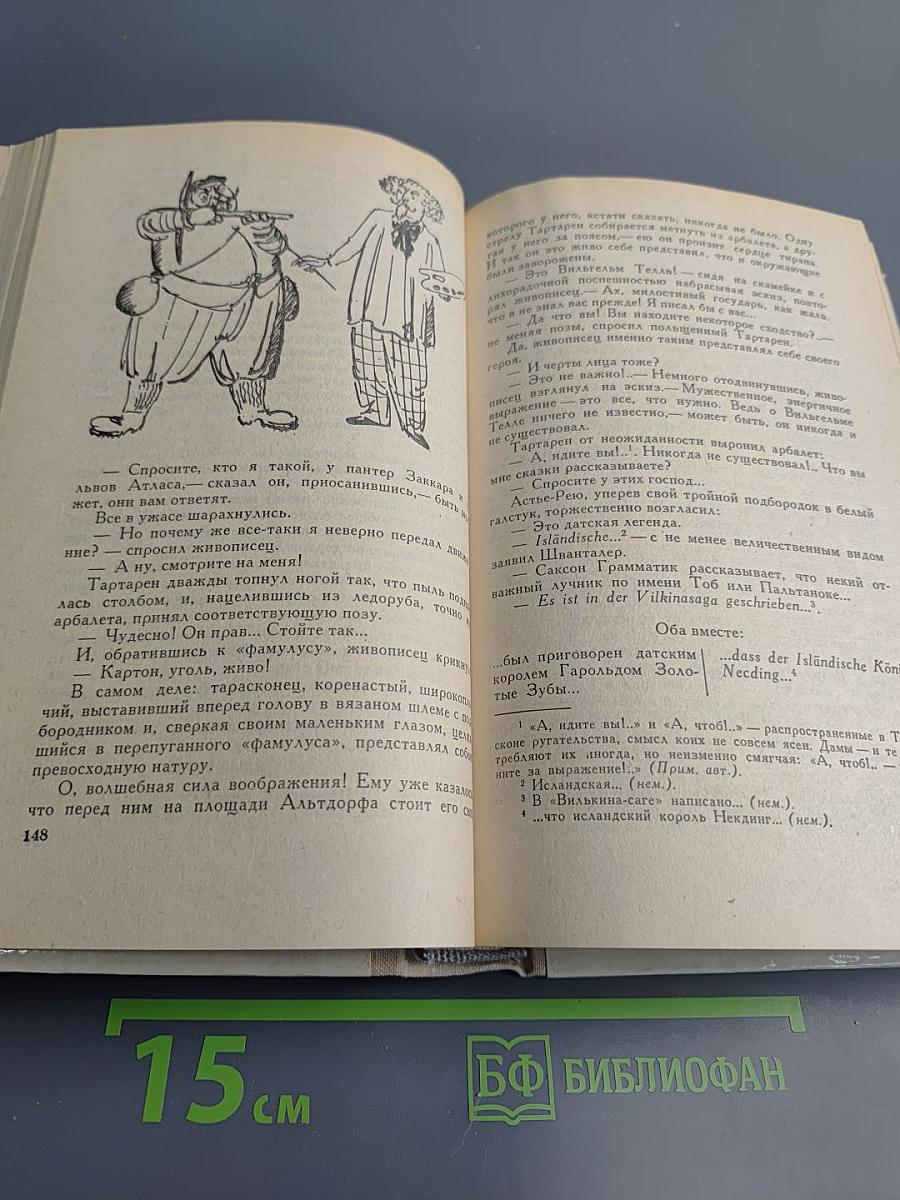 — Спросите, кто я такой, у пантер Заккара и
львов Атласа,— сказал он, приосанившись,— быть мо-
жет, они вам ответят.
Все в ужасе шарахнулись.
— Но почему же все-таки я неверно передал движе-
ние? — спросил живописец.
— А ну, смотрите на меня!
Тартарен дважды топнул ногой так, что пыль подня-
лась столбом, и, нацелившись из ледоруба, точно из
арбалета, принял соответствующую позу.
— Чудесно! Он прав... Стойте так...
И, обратившись к «фамулусу», живописец крикнул:
— Картон, уголь, живо!
В самом деле: тарасконец, коренастый, широкопле-
чий, выставивший вперед голову в вязаном шлеме с под-
бородником и, сверкая своим маленьким глазом, целив-
шийся в перепуганного «фамулуса», представлял собой
превосходную натуру.
О, волшебная сила воображения! Ему уже казалось,
что перед ним на площади Альтдорфа стоит его сын,
148
которого у него, кстати сказать, никогда не было. Одну
стрелу Тартарен собирается метнуть из арбалета, а дру-
гая у него за поясом,— ею он пронзит сердце тирана.
И так он это живо себе представил, что и окружающие
были заворожены.
— Это Вильгельм Телль! — сидя на скамейке и с
лихорадочной поспешностью набрасывая эскиз, повто-
рял живописец.— Ах, милостивый государь, как жаль,
что я не знал вас прежде! Я писал бы с вас...
— Да что вы! Вы находите некоторое сходство?—
не меняя позы, спросил польщенный Тартарен.
Да, живописец именно таким представлял себе своего
героя.
— И черты лица тоже?
— Это не важно!..— Немного отодвинувшись, живо-
писец взглянул на эскиз.— Мужественное, энергичное
выражение — это все, что нужно. Ведь о Вильгельме
Телле ничего не известно,— может быть, он никогда и
не существовал.
Тартарен от неожиданности выронил арбалет:
— А, идите вы!..¹. Никогда не существовал!.. Что вы
мне сказки рассказываете?
— Спросите у этих господ...
Астье-Рею, уперев свой тройной подбородок в белый
галстук, торжественно возгласил:
— Это датская легенда.
— Isländische...² — с не менее величественным видом
заявил Шванталер.
— Саксон Грамматик рассказывает, что некий от-
важный лучник по имени Тоб или Пальтаноке...
— Es ist in der Vilkinasaga geschrieben...³.
Оба вместе:
...был приговорен датским
королем Гарольдом Золо-
тые Зубы...
...dass der Isländische Köni
Necding...⁴
¹ «А, идите вы!..» и «А, чтоб!..» — распространенные в Т
сконе ругательства, смысл коих не совсем ясен. Дамы — и те
требляют их иногда, но неизменно смягчая: «А, чтоб!.. —
ните за выражение!..» (Прим. авт.).
² Исландская... (нем.).
³ В «Вилькина-саге» написано... (нем.).
⁴ ...что исландский король Некдинг... (нем.).
15 см
БФ БИБЛИОФАН